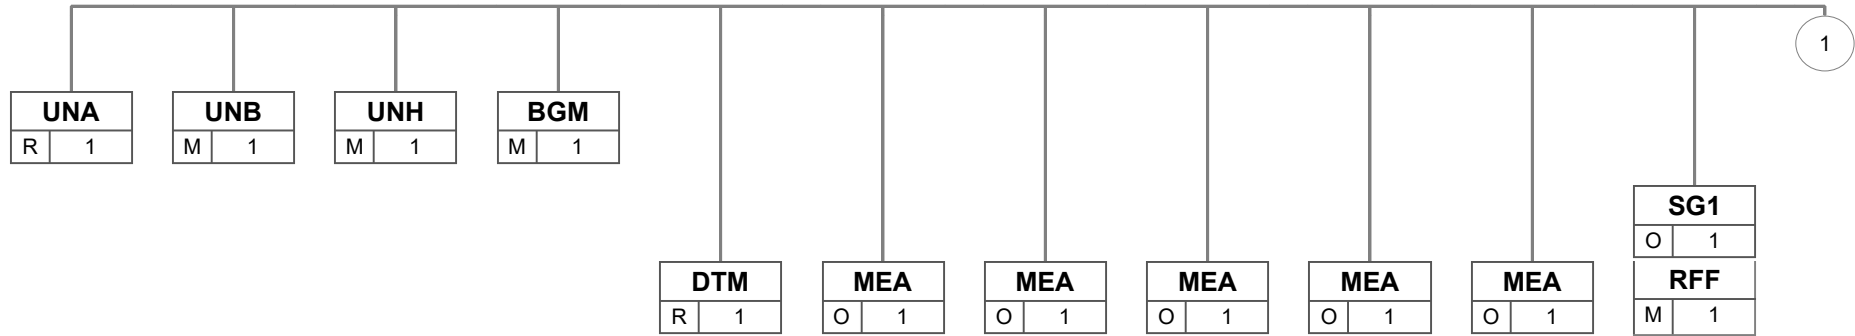 1
UNA UNB UNH BGM
R 1 M 1 M 1 M 1
SG1
O 1
DTM MEA MEA MEA MEA MEA RFF
R 1 O 1 O 1 O 1 O 1 O 1 M 1